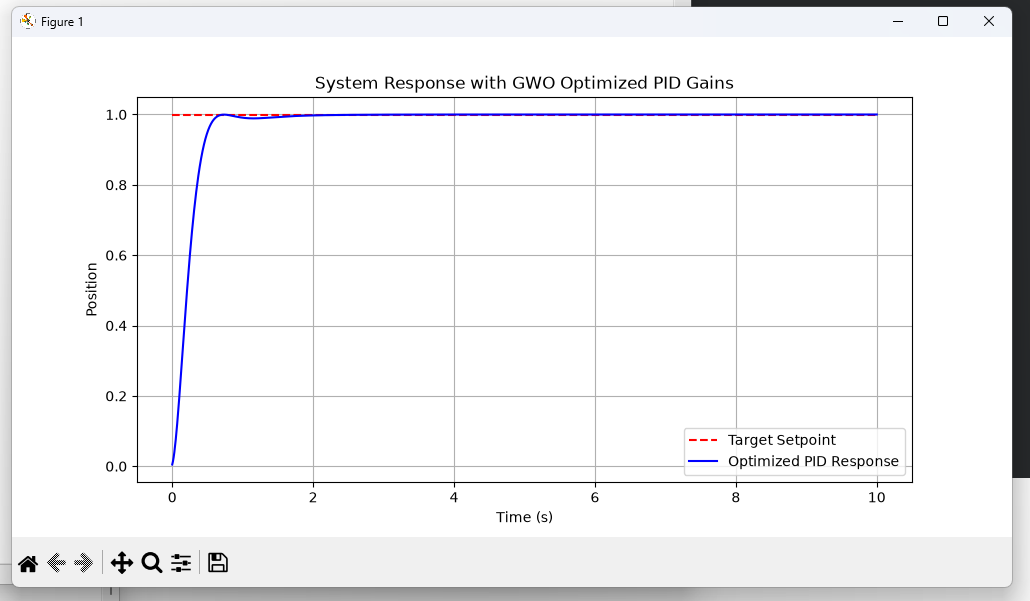 Figure 1
System Response with GWO Optimized PID Gains
1.0
0.8
0.6
0.4
0.2
0.0
Position
0 2 4 6 8 10
Time (s)
Target Setpoint
Optimized PID Response